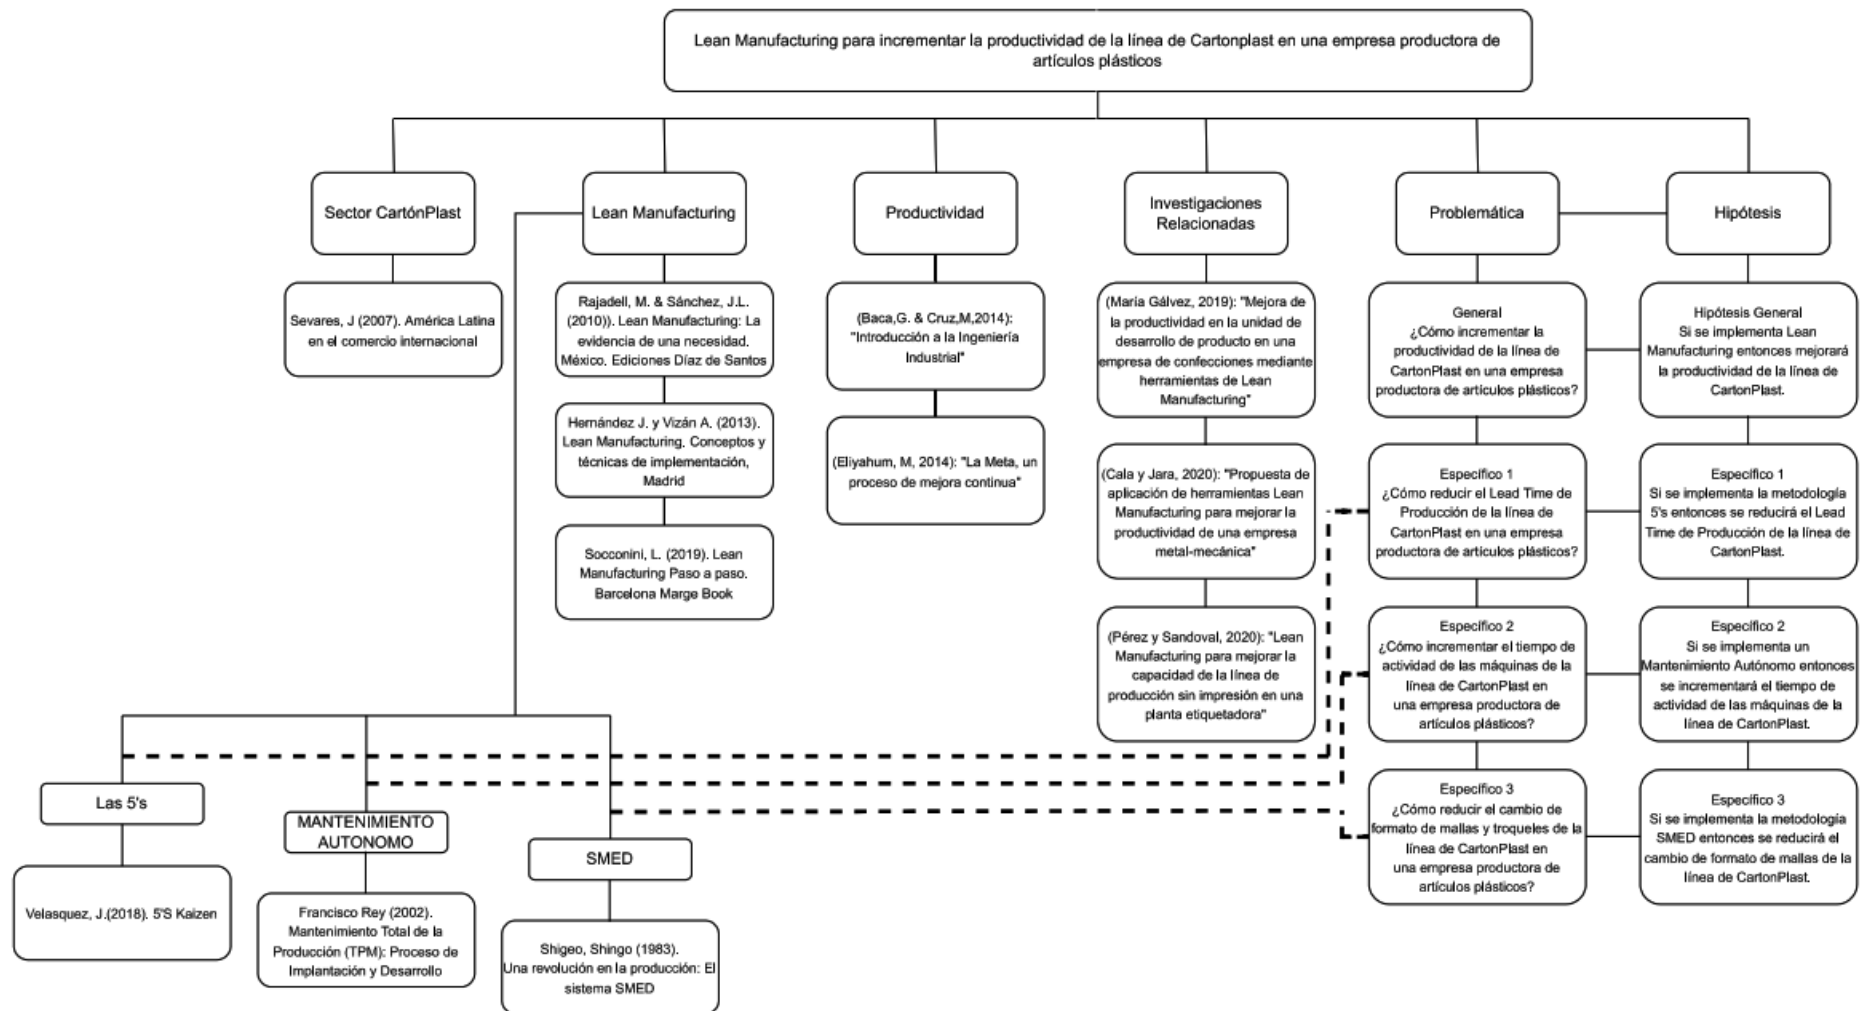 Lean Manufacturing para incrementar la productividad de la línea de Cartonplast en una empresa productora de
artículos plásticos
Sector CartónPlast
Lean Manufacturing
Productividad
Investigaciones
Relacionadas
Problemática
Hipótesis
Sevares, J (2007). América Latina
en el comercio internacional
Rajadell, M. & Sánchez, J.L.
(2010)). Lean Manufacturing: La
evidencia de una necesidad.
México. Ediciones Díaz de Santos
Hernández J. y Vizán A. (2013).
Lean Manufacturing. Conceptos y
técnicas de implementación,
Madrid
Socconini, L. (2019). Lean
Manufacturing Paso a paso.
Barcelona Marge Book
(Baca,G. & Cruz,M,2014):
"Introducción a la Ingeniería
Industrial"
(Eliyahum, M, 2014): "La Meta, un
proceso de mejora continua"
(María Gálvez, 2019): "Mejora de
la productividad en la unidad de
desarrollo de producto en una
empresa de confecciones mediante
herramientas de Lean
Manufacturing"
(Cala y Jara, 2020): "Propuesta de
aplicación de herramientas Lean
Manufacturing para mejorar la
productividad de una empresa
metal-mecánica"
(Pérez y Sandoval, 2020): "Lean
Manufacturing para mejorar la
capacidad de la línea de
producción sin impresión en una
planta etiquetadora"
General
¿Cómo incrementar la
productividad de la línea de
CartonPlast en una empresa
productora de artículos plásticos?
Específico 1
¿Cómo reducir el Lead Time de
Producción de la línea de
CartonPlast en una empresa
productora de artículos plásticos?
Específico 2
¿Cómo incrementar el tiempo de
actividad de las máquinas de la
línea de CartonPlast en
una empresa productora de
artículos plásticos?
Específico 3
¿Cómo reducir el cambio de
formato de mallas y troqueles de la
línea de CartonPlast en
una empresa productora de
artículos plásticos?
Hipótesis General
Si se implementa Lean
Manufacturing entonces mejorará
la productividad de la línea de
CartonPlast.
Específico 1
Si se implementa la metodología
5's entonces se reducirá el Lead
Time de Producción de la línea de
CartonPlast.
Específico 2
Si se implementa un
Mantenimiento Autónomo entonces
se incrementará el tiempo de
actividad de las máquinas de la
línea de CartonPlast.
Específico 3
Si se implementa la metodología
SMED entonces se reducirá el
cambio de formato de mallas de la
línea de CartonPlast.
Las 5's
Velasquez, J.(2018). 5'S Kaizen
MANTENIMIENTO
AUTONOMO
Francisco Rey (2002).
Mantenimiento Total de la
Producción (TPM): Proceso de
Implantación y Desarrollo
SMED
Shigeo, Shingo (1983).
Una revolución en la producción: El
sistema SMED